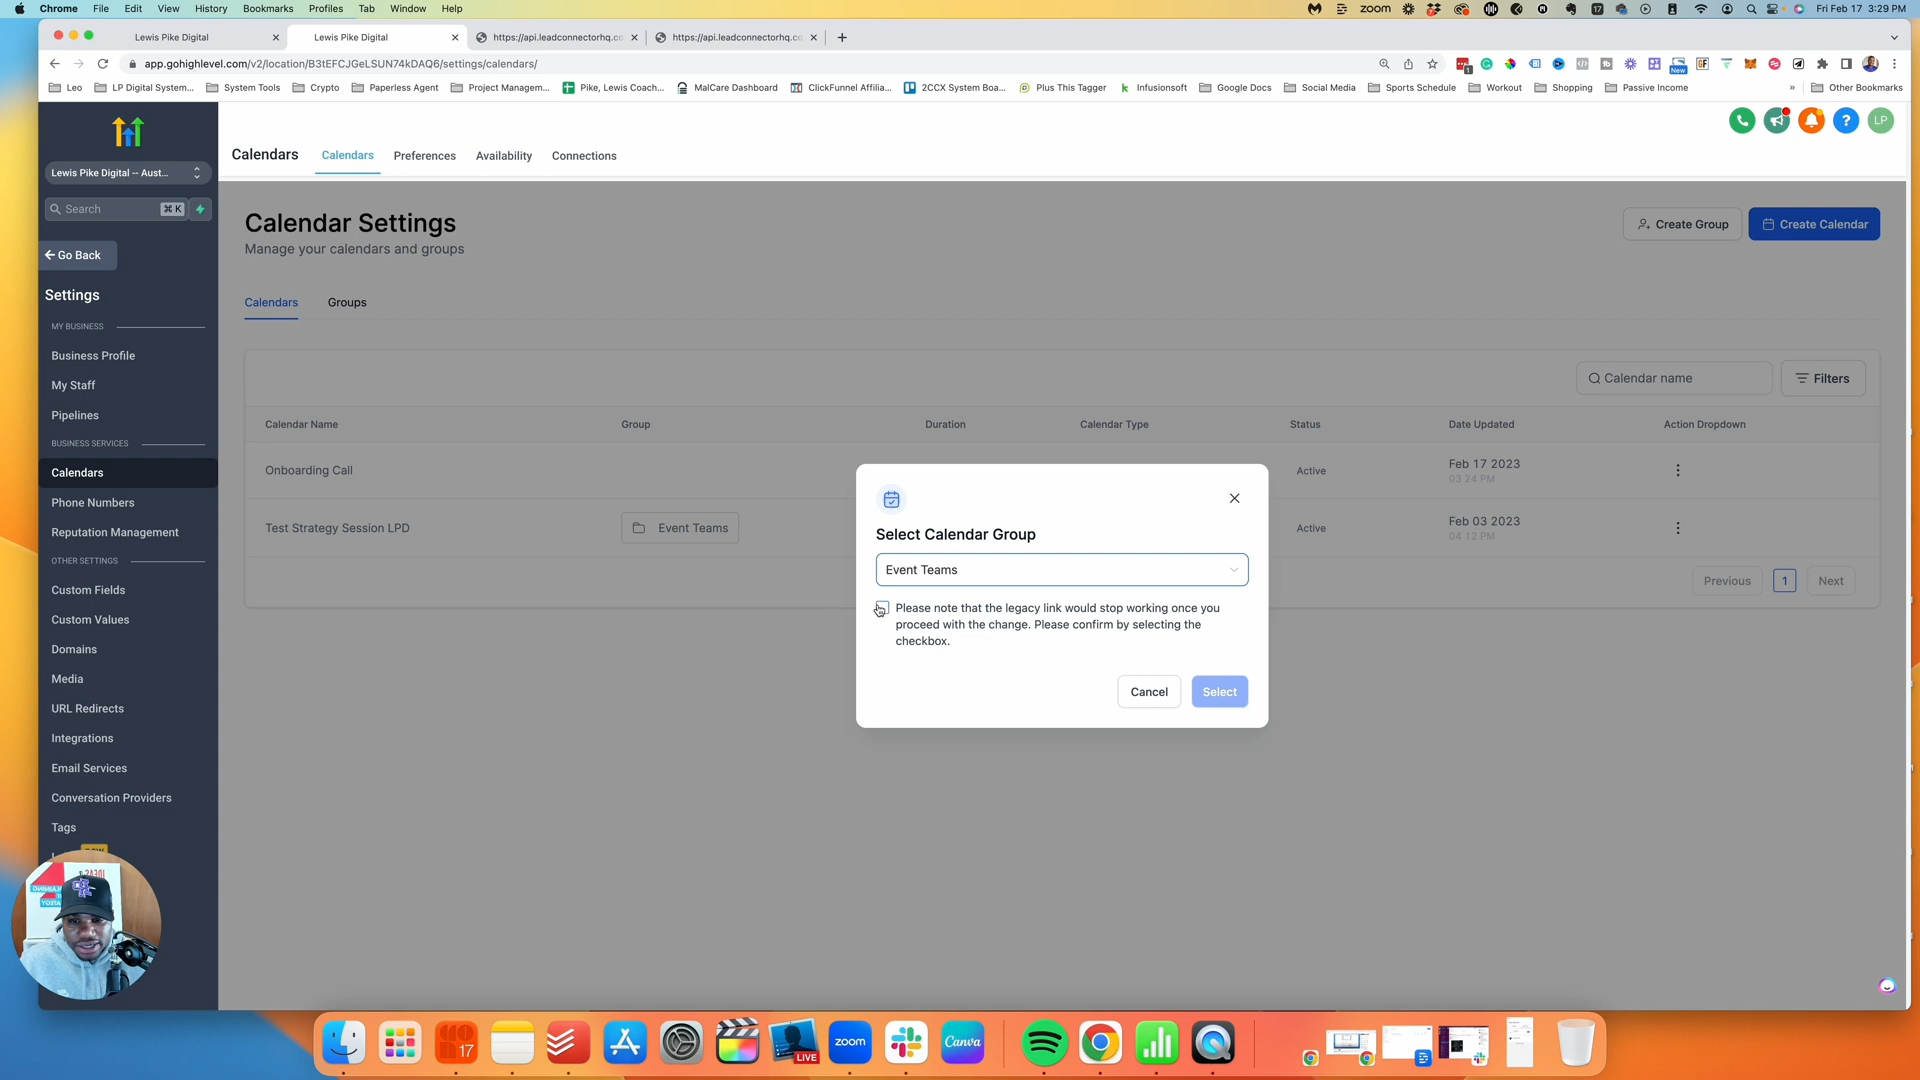 Chrome File Edit View History Bookmarks Profiles Tab Window Help
zoom 17 Fri Feb 17 3:29 PM
Lewis Pike Digital Lewis Pike Digital https://api.leadconnectorhq.co https://api.leadconnectorhq.co
app.gohighlevel.com/v2/location/B3tEFCJGeLSUN74kDAQ6/settings/calendars/
New
Leo LP Digital System... System Tools Crypto Paperless Agent Project Managem... Pike, Lewis Coach... MalCare Dashboard ClickFunnel Affilia... 2CCX System Boa... Plus This Tagger Infusionsoft Google Docs Social Media Sports Schedule Workout Shopping Passive Income » Other Bookmarks
LP
Calendars Calendars Preferences Availability Connections
Lewis Pike Digital -- Aust...
Search ⌘ K
Go Back
Settings
MY BUSINESS
Business Profile
My Staff
Pipelines
BUSINESS SERVICES
Calendars
Phone Numbers
Reputation Management
OTHER SETTINGS
Custom Fields
Custom Values
Domains
Media
URL Redirects
Integrations
Email Services
Conversation Providers
Tags
Calendar Settings
Manage your calendars and groups
Create Group Create Calendar
Calendars Groups
Calendar name Filters
Calendar Name Group Duration Calendar Type Status Date Updated Action Dropdown
Onboarding Call Active Feb 17 2023
03 24 PM
Test Strategy Session LPD Event Teams Active Feb 03 2023
04 12 PM
Previous 1 Next
Select Calendar Group
Event Teams
Please note that the legacy link would stop working once you
proceed with the change. Please confirm by selecting the
checkbox.
Cancel Select
17 LIVE zoom Canva